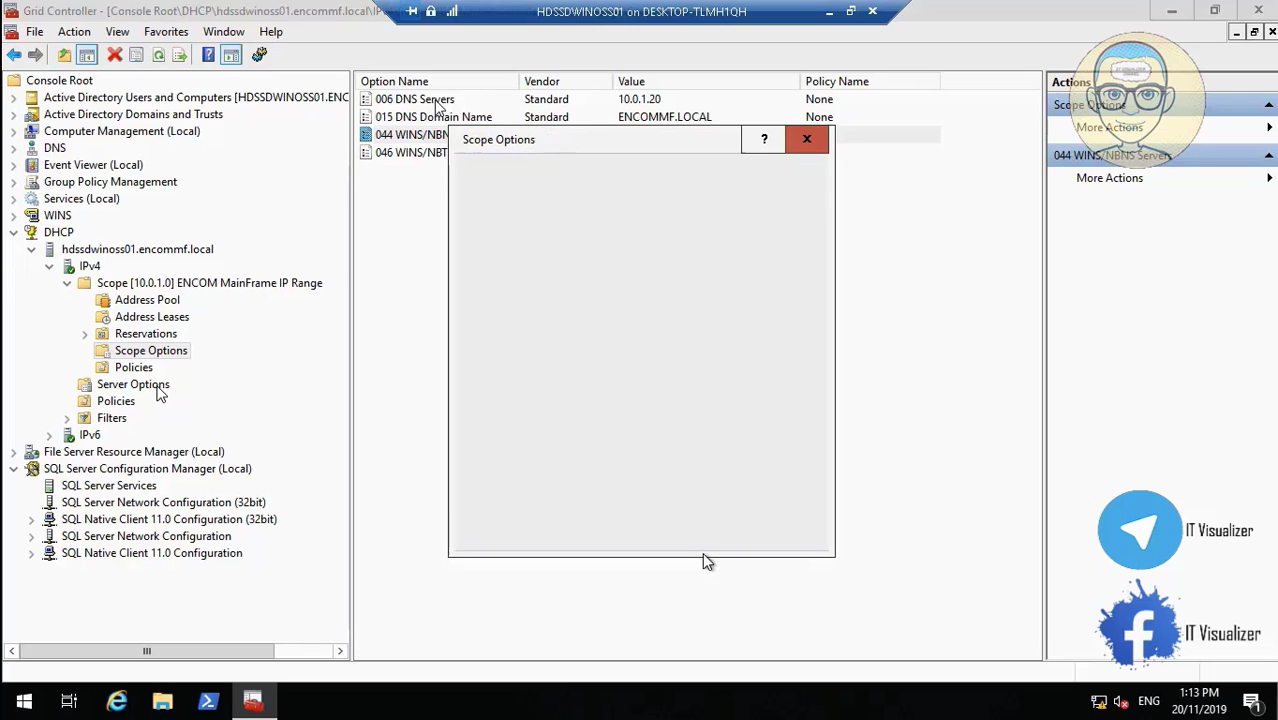 Grid Controller - [Console Root\DHCP\hdssdwinoss01.encommf.local\IP
HDSSDWINOSS01 on DESKTOP-TLMH1QH
File Action View Favorites Window Help
Console Root
Active Directory Users and Computers [HDSSDWINOSS01.ENC
Active Directory Domains and Trusts
Computer Management (Local)
DNS
Event Viewer (Local)
Group Policy Management
Services (Local)
WINS
DHCP
hdssdwinoss01.encommf.local
IPv4
Scope [10.0.1.0] ENCOM MainFrame IP Range
Address Pool
Address Leases
Reservations
Scope Options
Policies
Server Options
Policies
Filters
IPv6
File Server Resource Manager (Local)
SQL Server Configuration Manager (Local)
SQL Server Services
SQL Server Network Configuration (32bit)
SQL Native Client 11.0 Configuration (32bit)
SQL Server Network Configuration
SQL Native Client 11.0 Configuration
Option Name Vendor Value Policy Name
006 DNS Servers Standard 10.0.1.20 None
015 DNS Domain Name Standard ENCOMMF.LOCAL None
044 WINS/NBN
046 WINS/NBT
Scope Options
?
Actions
Scope Options
More Actions
044 WINS/NBNS Servers
More Actions
IT VISUALIZER
IT Visualizer
IT Visualizer
ENG
1:13 PM
20/11/2019
1